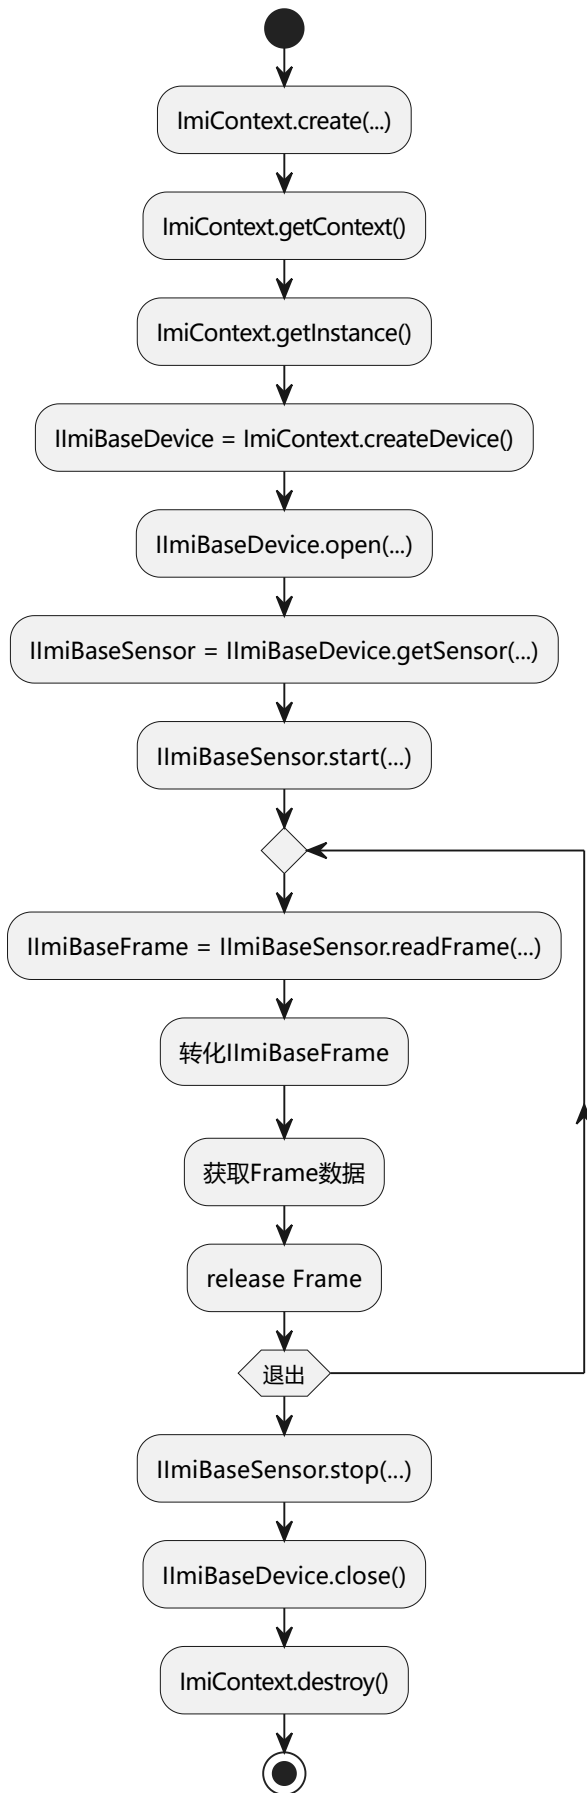 ImiContext.create(...)
ImiContext.getContext()
ImiContext.getInstance()
IImiBaseDevice = ImiContext.createDevice()
IImiBaseDevice.open(...)
IImiBaseSensor = IImiBaseDevice.getSensor(...)
IImiBaseSensor.start(...)
IImiBaseFrame = IImiBaseSensor.readFrame(...)
转化IImiBaseFrame
获取Frame数据
release Frame
退出
IImiBaseSensor.stop(...)
IImiBaseDevice.close()
ImiContext.destroy()